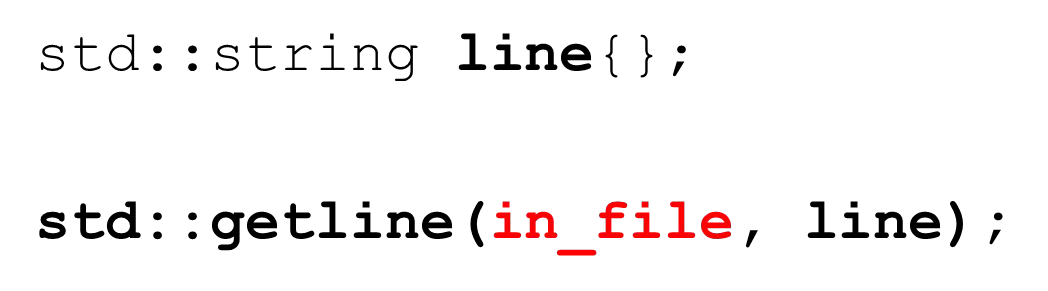 std::string line{};
std::getline(in_file, line);